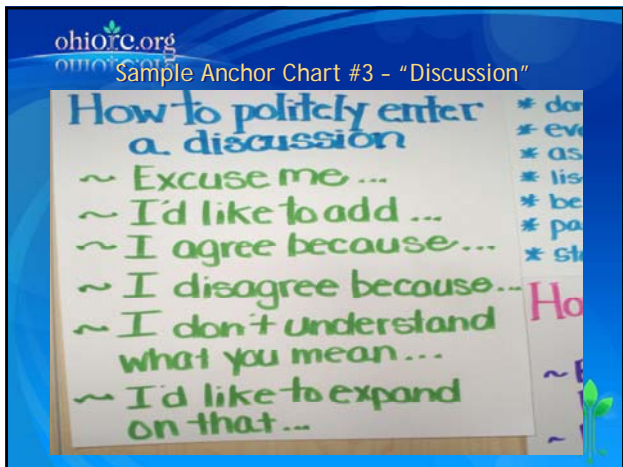 ohiorc.org
Sample Anchor Chart #3 – “Discussion”
How to politely enter
a discussion
~ Excuse me...
~ I'd like to add...
~ I agree because...
~ I disagree because...
~ I don't understand
what you mean...
~ I'd like to expand
on that...